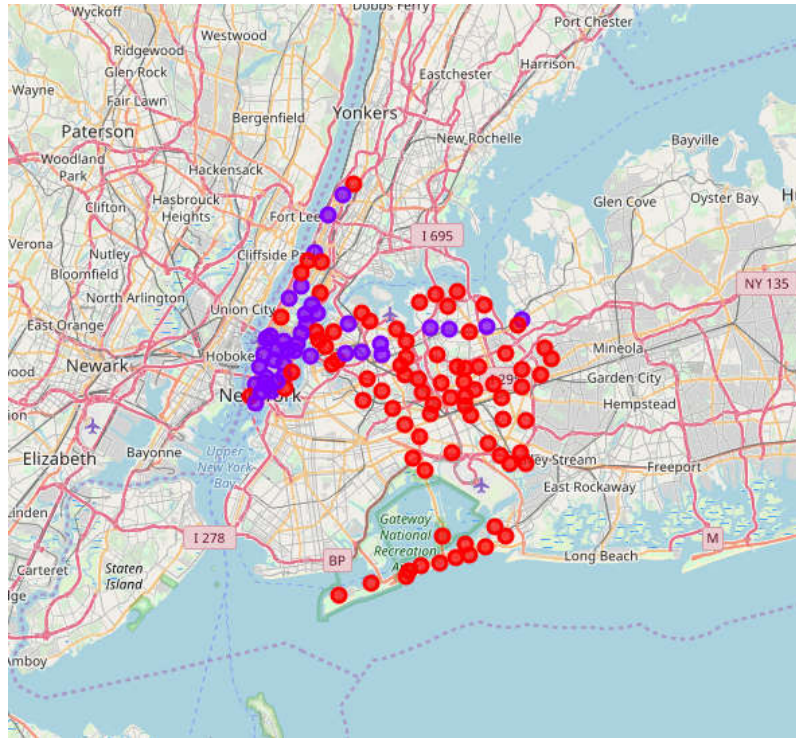 Dobbs Ferry
Wyckoff
Westwood
Port Chester
Ridgewood
Glen Rock
Harrison
Wayne
Fair Lawn
Eastchester
Bergenfield
Yonkers
Paterson
New Rochelle
Bayville
Woodland
Park
Hackensack
Clifton
Hasbrouck
Heights
Glen Cove
Oyster Bay
Fort Lee
I 695
Verona
Nutley
Cliffside
Bloomfield
NY 135
North Arlington
Union City
East Orange
Mineola
Newark
Hoboke
Garden City
New York
Hempstead
Elizabeth
Bayonne
Upper
New York
Bay
ey Stream
Freeport
East Rockaway
Linden
Gateway
National
Recreation
I 278
M
Long Beach
BP
Carteret
Staten
Island
Amboy